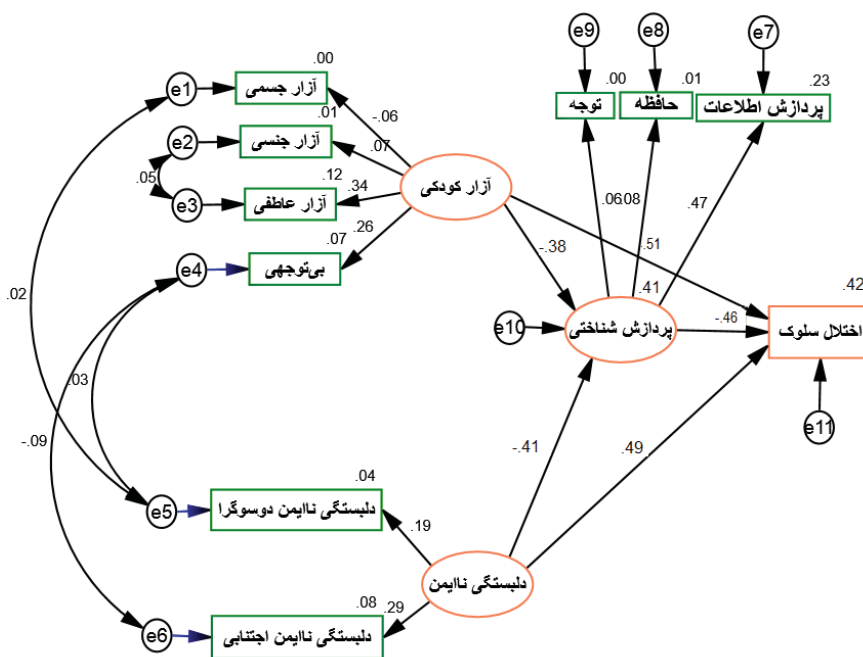 e9
e8
e7
.00
.00
.01
.23
e1
آزار جسمی
توجه
حافظه
پردازش اطلاعات
.01
-.06
e2
آزار جنسی
.07
.05
.12
.34
آزار کودکی
e3
آزار عاطفی
.06
.08
.47
.26
.07
-.38
.51
e4
بی‌توجهی
.41
.42
.02
e10
پردازش شناختی
-.46
اختلال سلوک
.03
-.09
e11
-.41
.49
.04
e5
دلبستگی ناایمن دوسوگرا
.19
دلبستگی ناایمن
.08
.29
e6
دلبستگی ناایمن اجتنابی